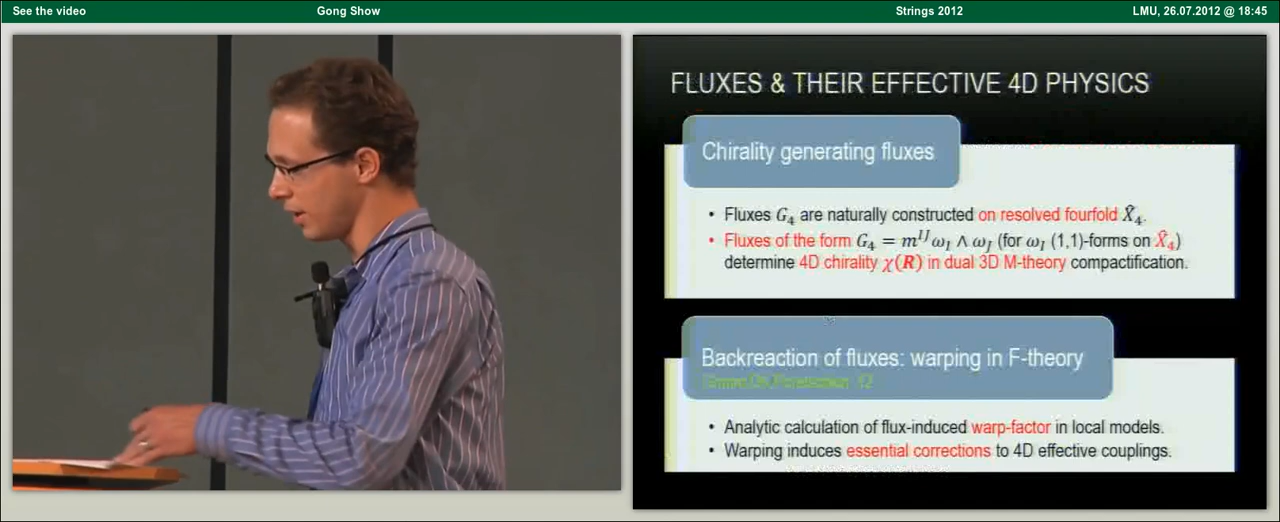 See the video
Gong Show
Strings 2012
LMU, 26.07.2012 @ 18:45
FLUXES & THEIR EFFECTIVE 4D PHYSICS
Chirality generating fluxes
• Fluxes G₄ are naturally constructed on resolved fourfold X̂₄.
• Fluxes of the form G₄ = mᴵᴶω_I ∧ ω_J (for ω_I (1,1)-forms on X̂₄)
determine 4D chirality χ(R) in dual 3D M-theory compactification.
Backreaction of fluxes: warping in F-theory
12
• Analytic calculation of flux-induced warp-factor in local models.
• Warping induces essential corrections to 4D effective couplings.